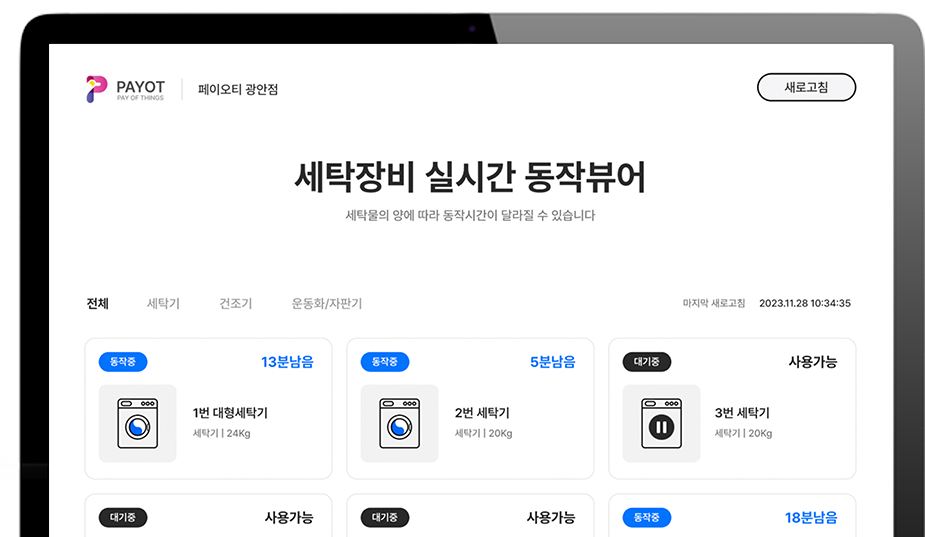 PAYOT
PAY OF THINGS
페이오티 광안점
새로고침
세탁장비 실시간 동작뷰어
세탁물의 양에 따라 동작시간이 달라질 수 있습니다
전체 세탁기 건조기 운동화/자판기
마지막 새로고침 2023.11.28 10:34:35
동작중 13분남음
1번 대형세탁기
세탁기 | 24Kg
동작중 5분남음
2번 세탁기
세탁기 | 20Kg
대기중 사용가능
3번 세탁기
세탁기 | 20Kg
대기중 사용가능
대기중 사용가능
동작중 18분남음